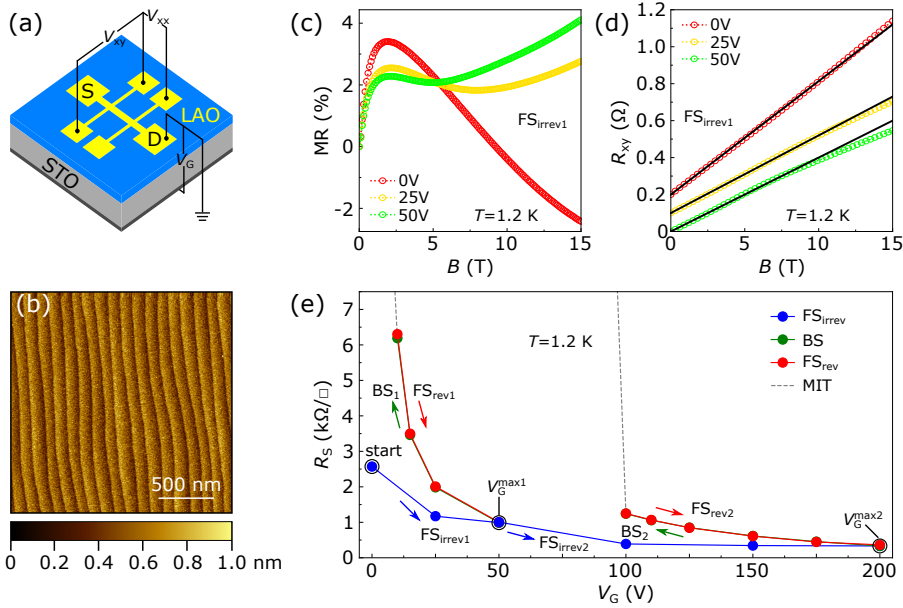 (a)
V_xx
V_xy
S
LAO
D
V_G
STO
(b)
500 nm
0 0.2 0.4 0.6 0.8 1.0 nm
(c)
MR (%)
4
2
0
-2
FS_irrev1
0V
25V
50V
T=1.2 K
0 5 10 15
B (T)
(d)
R_xy (Ω)
1.2
1.0
0.8
0.6
0.4
0.2
0
0V
25V
50V
FS_irrev1
T=1.2 K
0 5 10 15
B (T)
(e)
R_S (kΩ/□)
7
6
5
4
3
2
1
0
T=1.2 K
FS_irrev
BS
FS_rev
MIT
BS_1
FS_rev1
start
V_G^max1
FS_irrev1
FS_irrev2
FS_rev2
BS_2
V_G^max2
0 25 50 75 100 125 150 175 200
V_G (V)